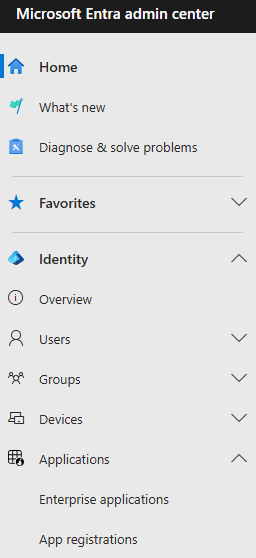 Microsoft Entra admin center
Home
What's new
Diagnose & solve problems
Favorites
Identity
Overview
Users
Groups
Devices
Applications
Enterprise applications
App registrations